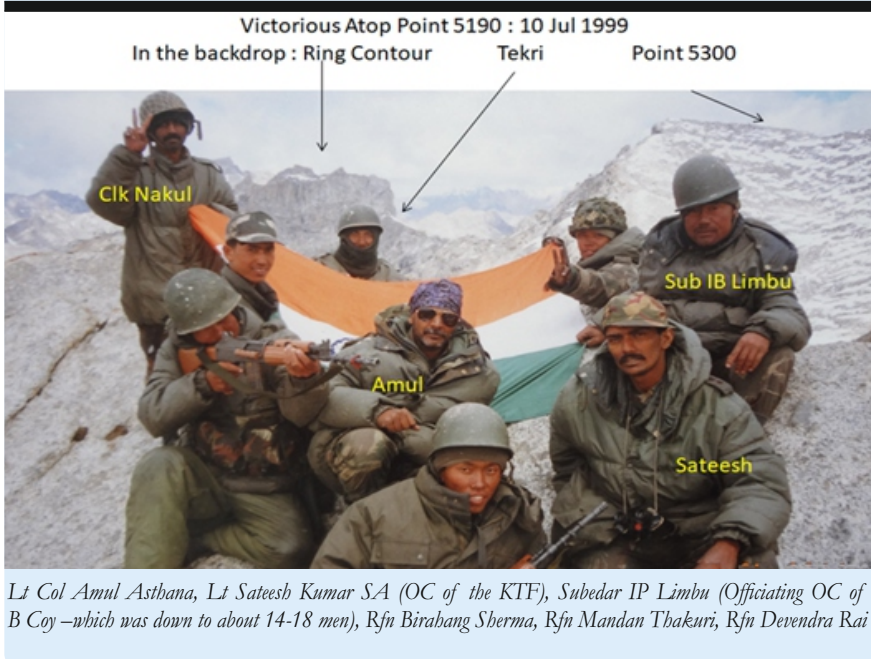 Victorious Atop Point 5190 : 10 Jul 1999
In the backdrop : Ring Contour Tekri Point 5300
Clk Nakul
Sub IB Limbu
Amul
Sateesh
Lt Col Amul Asthana, Lt Sateesh Kumar SA (OC of the KTF), Subedar IP Limbu (Officiating OC of
B Coy –which was down to about 14-18 men), Rfn Birahang Sherma, Rfn Mandan Thakuri, Rfn Devendra Rai